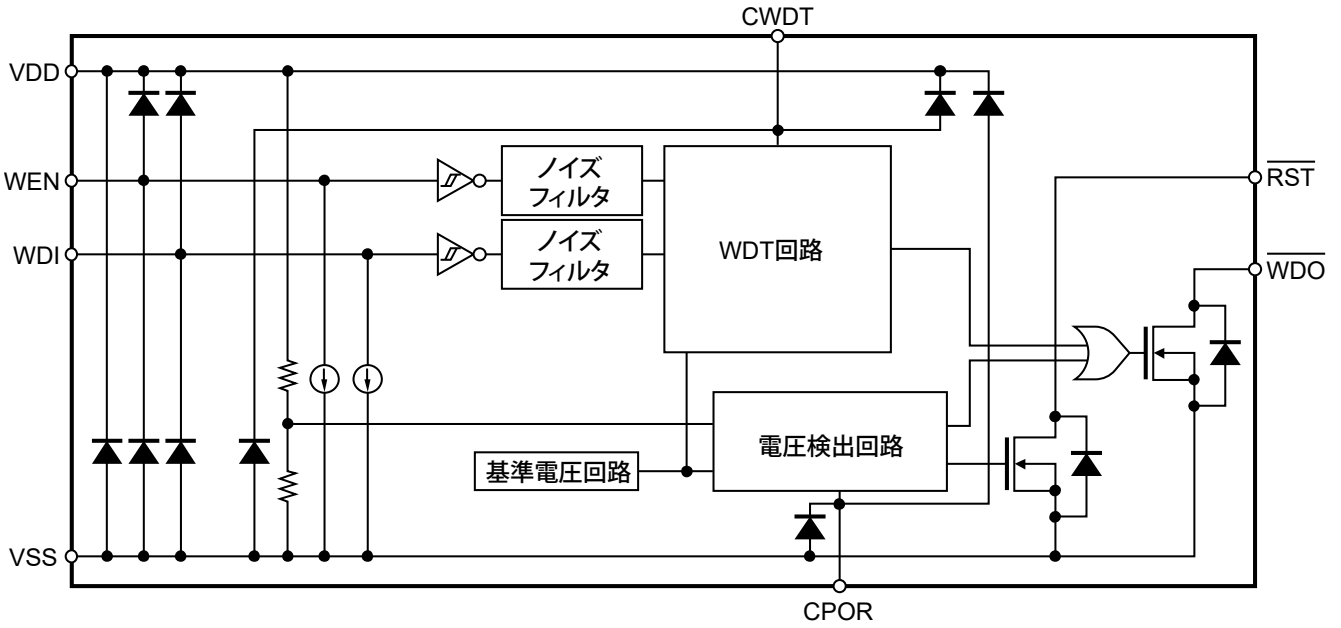 CWDT
VDD
WEN
ノイズ
フィルタ
WDI
ノイズ
フィルタ
WDT回路
RST
WDO
電圧検出回路
基準電圧回路
VSS
CPOR